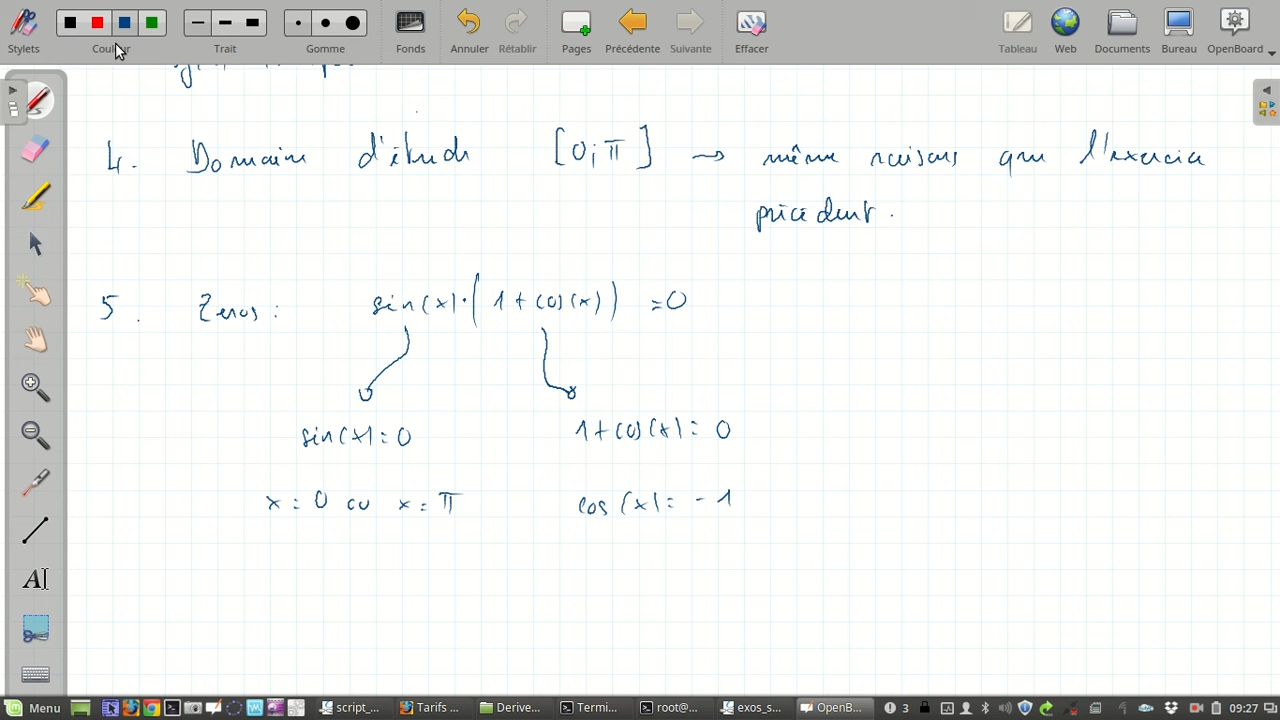 Stylets Couleur Trait Gomme Fonds Annuler Rétablir Pages Précédente Suivante Effacer Tableau Web Documents Bureau OpenBoard
4. Domaine d'étude [0;π] → même raisons que l'exercice
précédent.
5. Zéros: sin(x)·(1+cos(x)) =0
sin(x)=0 1+cos(x)= 0
x=0 ou x=π cos(x)= -1
Menu script_... Tarifs ... Derive... Termi... root@... exos_s... OpenB... 3 09:27